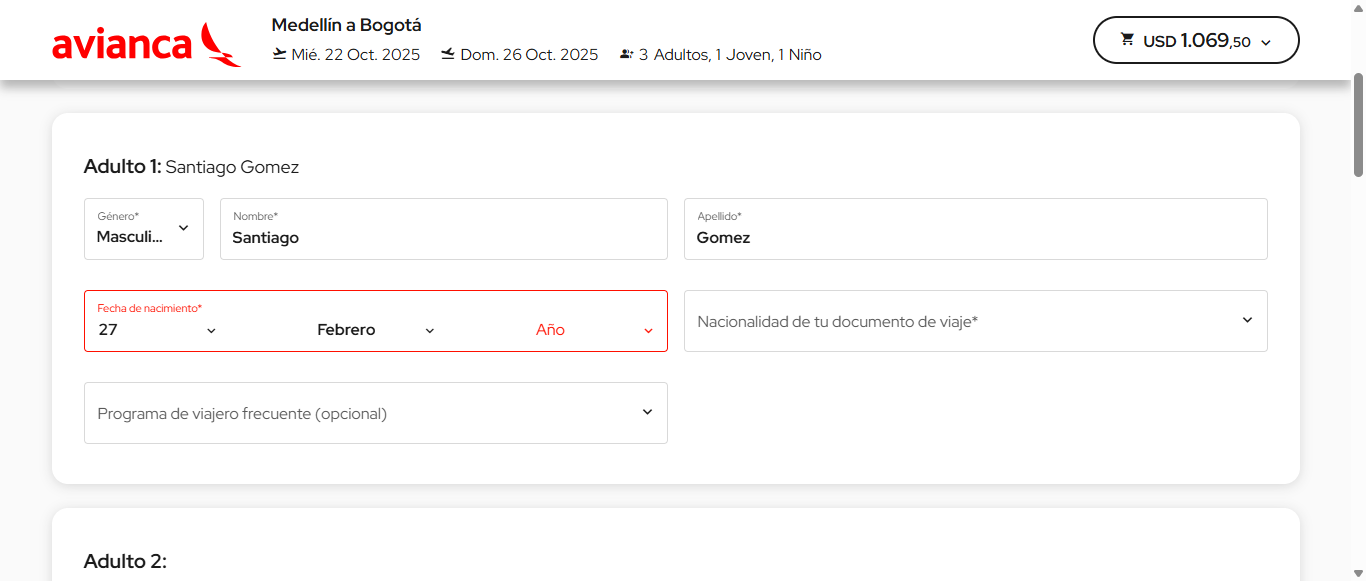 avianca
Medellín a Bogotá
Mié. 22 Oct. 2025 Dom. 26 Oct. 2025 3 Adultos, 1 Joven, 1 Niño
USD 1.069,50
Adulto 1: Santiago Gomez
Género* Nombre* Apellido*
Masculi... Santiago Gomez
Fecha de nacimiento*
27 Febrero Año Nacionalidad de tu documento de viaje*
Programa de viajero frecuente (opcional)
Adulto 2: